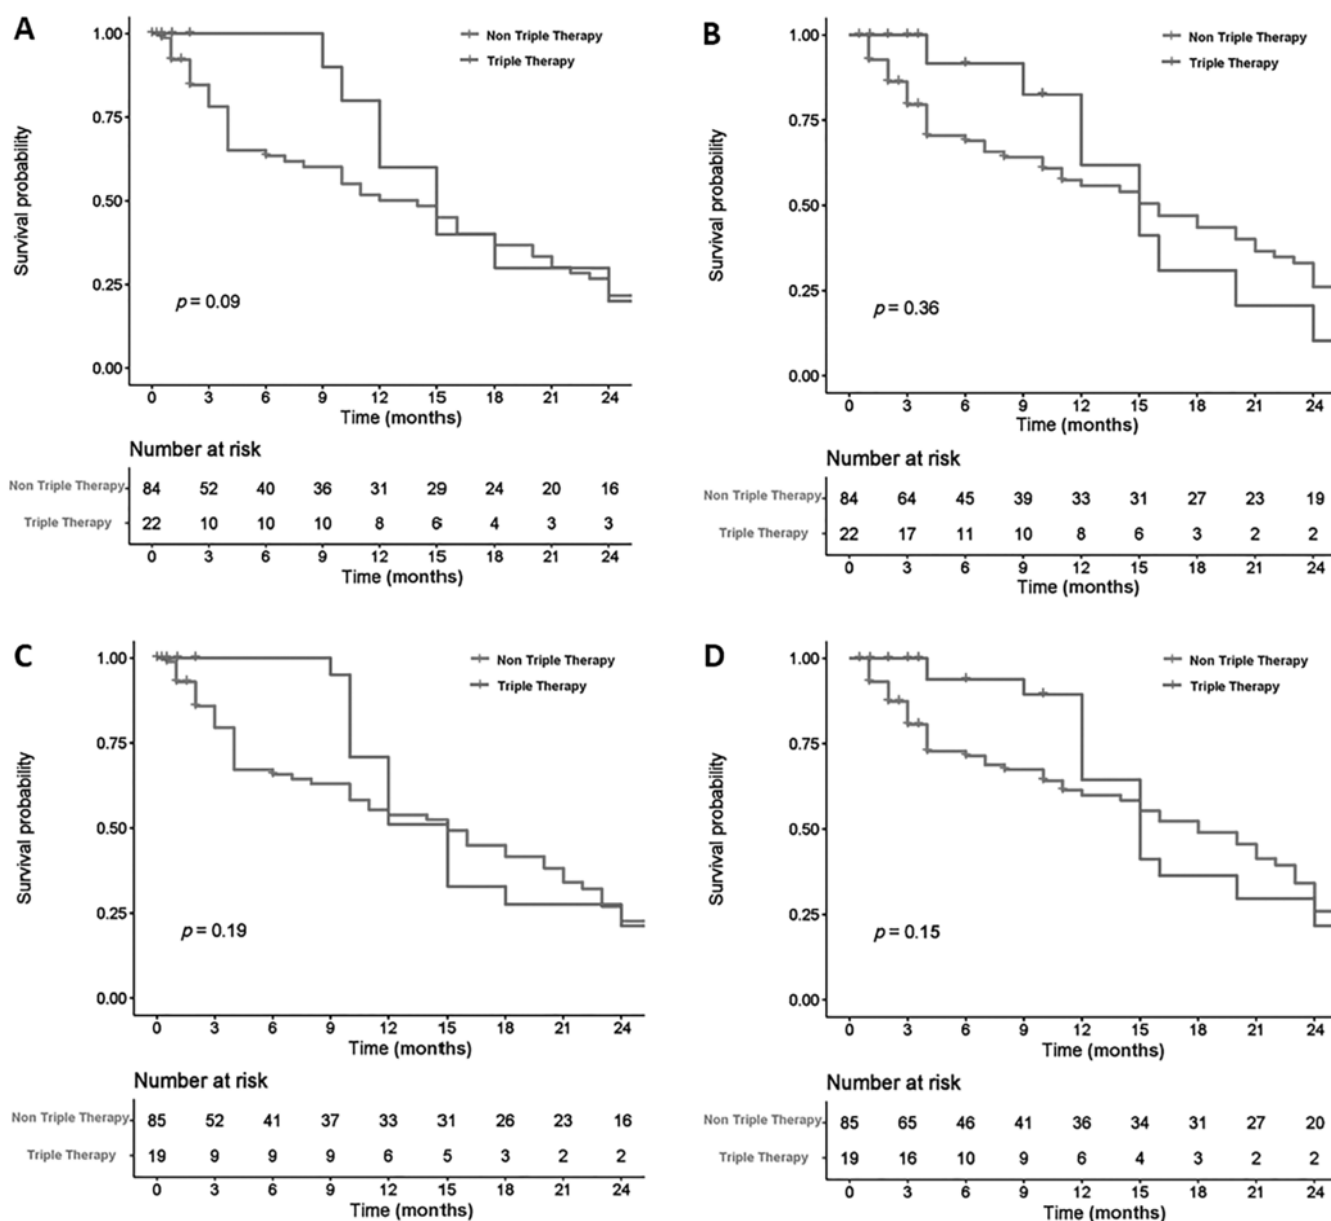 A
Non Triple Therapy
Triple Therapy
1.00
0.75
0.50
0.25
0.00
Survival probability
p = 0.09
0 3 6 9 12 15 18 21 24
Time (months)
Number at risk
Non Triple Therapy 84 52 40 36 31 29 24 20 16
Triple Therapy 22 10 10 10 8 6 4 3 3
0 3 6 9 12 15 18 21 24
Time (months)
B
Non Triple Therapy
Triple Therapy
1.00
0.75
0.50
0.25
0.00
Survival probability
p = 0.36
0 3 6 9 12 15 18 21 24
Time (months)
Number at risk
Non Triple Therapy 84 64 45 39 33 31 27 23 19
Triple Therapy 22 17 11 10 8 6 3 2 2
0 3 6 9 12 15 18 21 24
Time (months)
C
Non Triple Therapy
Triple Therapy
1.00
0.75
0.50
0.25
0.00
Survival probability
p = 0.19
0 3 6 9 12 15 18 21 24
Time (months)
Number at risk
Non Triple Therapy 85 52 41 37 33 31 26 23 16
Triple Therapy 19 9 9 9 6 5 3 2 2
0 3 6 9 12 15 18 21 24
Time (months)
D
Non Triple Therapy
Triple Therapy
1.00
0.75
0.50
0.25
0.00
Survival probability
p = 0.15
0 3 6 9 12 15 18 21 24
Time (months)
Number at risk
Non Triple Therapy 85 65 46 41 36 34 31 27 20
Triple Therapy 19 16 10 9 6 4 3 2 2
0 3 6 9 12 15 18 21 24
Time (months)